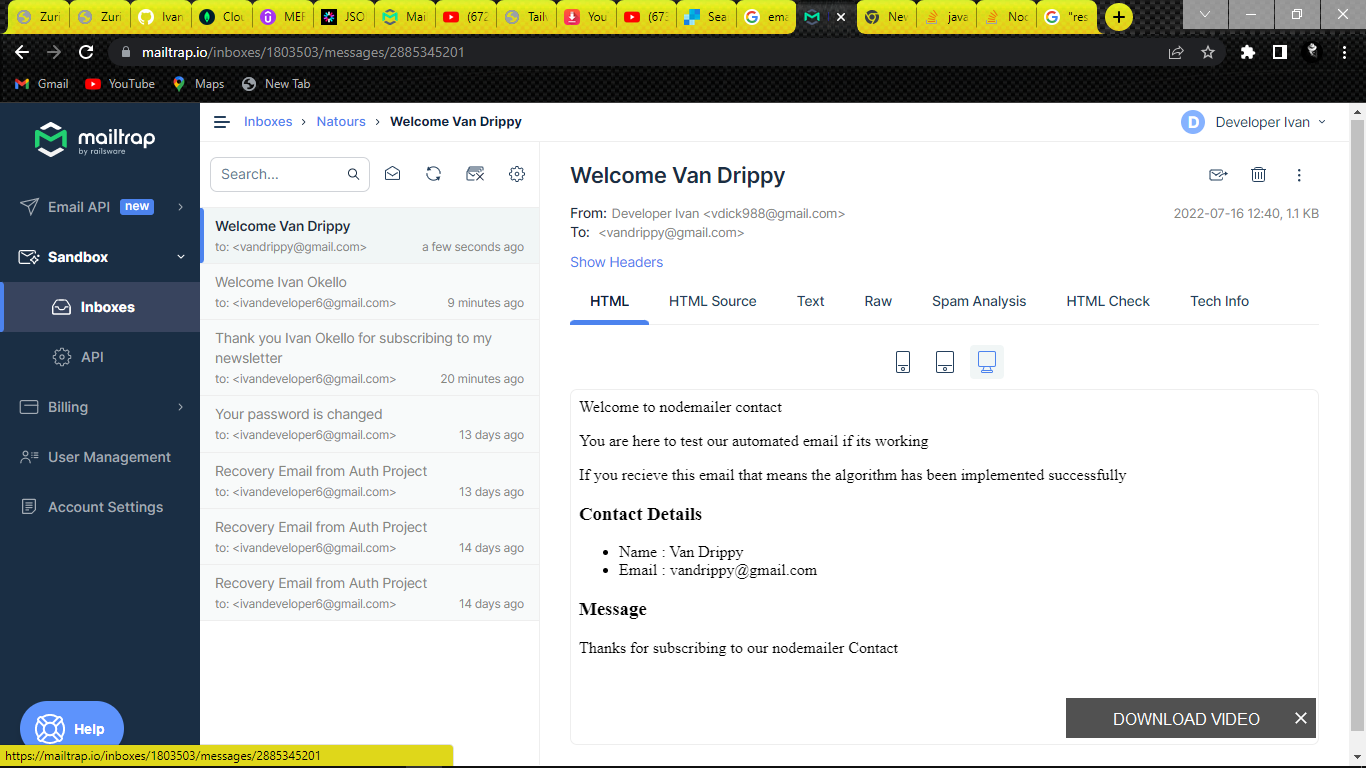 Zuri
Zuri
Ivan
Clou
MER
JSO
Mai
(672
Tail
You
(673
Sea
ema
New
java
Noc
"res
mailtrap.io/inboxes/1803503/messages/2885345201
Gmail
YouTube
Maps
New Tab
mailtrap
by railsware
Email API new
Sandbox
Inboxes
API
Billing
User Management
Account Settings
Help
Inboxes › Natours › Welcome Van Drippy
D Developer Ivan
Search...
Welcome Van Drippy
to: <vandrippy@gmail.com> a few seconds ago
Welcome Ivan Okello
to: <ivandeveloper6@gmail.com> 9 minutes ago
Thank you Ivan Okello for subscribing to my
newsletter
to: <ivandeveloper6@gmail.com> 20 minutes ago
Your password is changed
to: <ivandeveloper6@gmail.com> 13 days ago
Recovery Email from Auth Project
to: <ivandeveloper6@gmail.com> 13 days ago
Recovery Email from Auth Project
to: <ivandeveloper6@gmail.com> 14 days ago
Recovery Email from Auth Project
to: <ivandeveloper6@gmail.com> 14 days ago
Welcome Van Drippy
From: Developer Ivan <vdick988@gmail.com> 2022-07-16 12:40, 1.1 KB
To: <vandrippy@gmail.com>
Show Headers
HTML HTML Source Text Raw Spam Analysis HTML Check Tech Info
Welcome to nodemailer contact
You are here to test our automated email if its working
If you recieve this email that means the algorithm has been implemented successfully
Contact Details
• Name : Van Drippy
• Email : vandrippy@gmail.com
Message
Thanks for subscribing to our nodemailer Contact
DOWNLOAD VIDEO
https://mailtrap.io/inboxes/1803503/messages/2885345201